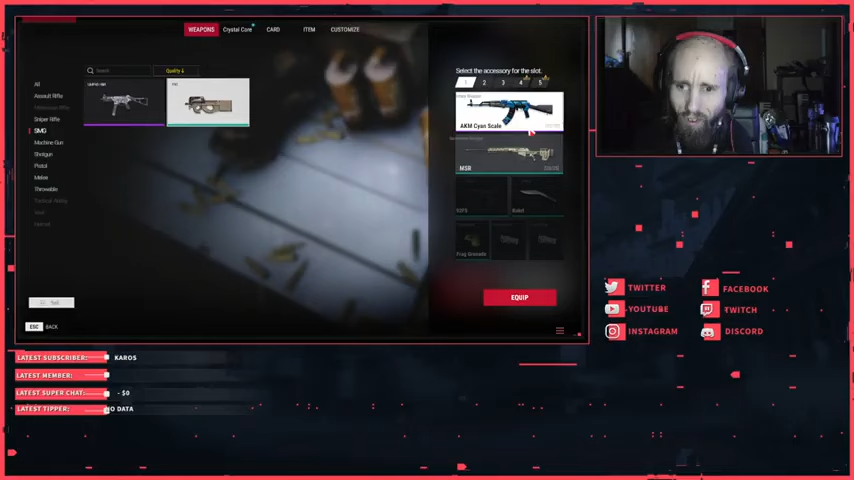 WEAPONS
Crystal Core
CARD
ITEM
CUSTOMIZE
Search
Quality
All
Assault Rifle
Sniper Rifle
SMG
Machine Gun
Shotgun
Pistol
Melee
Throwable
Select the accessory for the slot.
1 2 3 4 5
AKM Cyan Scale
MSR
Frag Grenade
EQUIP
ESC BACK
TWITTER
FACEBOOK
YOUTUBE
TWITCH
INSTAGRAM
DISCORD
LATEST SUBSCRIBER: KAROS
LATEST MEMBER:
LATEST SUPER CHAT: - $0
LATEST TIPPER: NO DATA